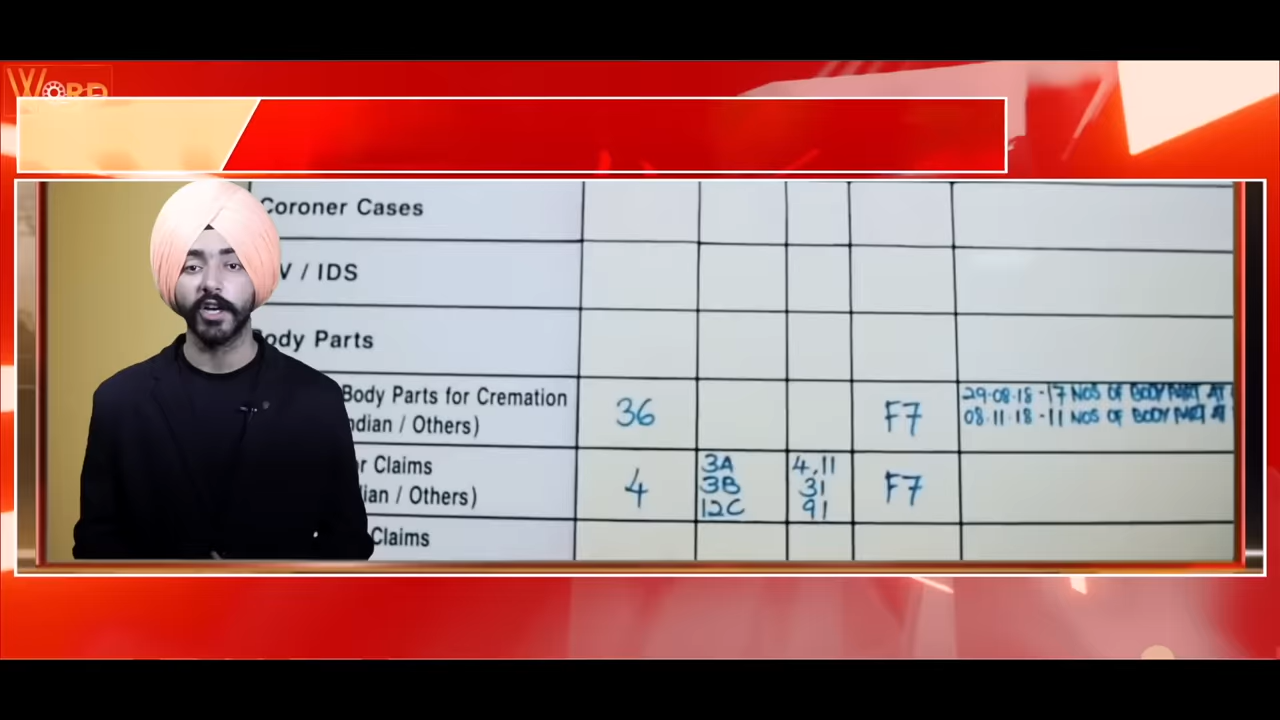 WORD
Coroner Cases
V / IDS
ody Parts
Body Parts for Cremation
ndian / Others)
36
F7
29.08.18 - 17 NOS OF BODY PART AT
08.11.18 - 11 NOS OF BODY PART AT
r Claims
ian / Others)
4
3A
3B
12C
4,11
31
91
F7
Claims